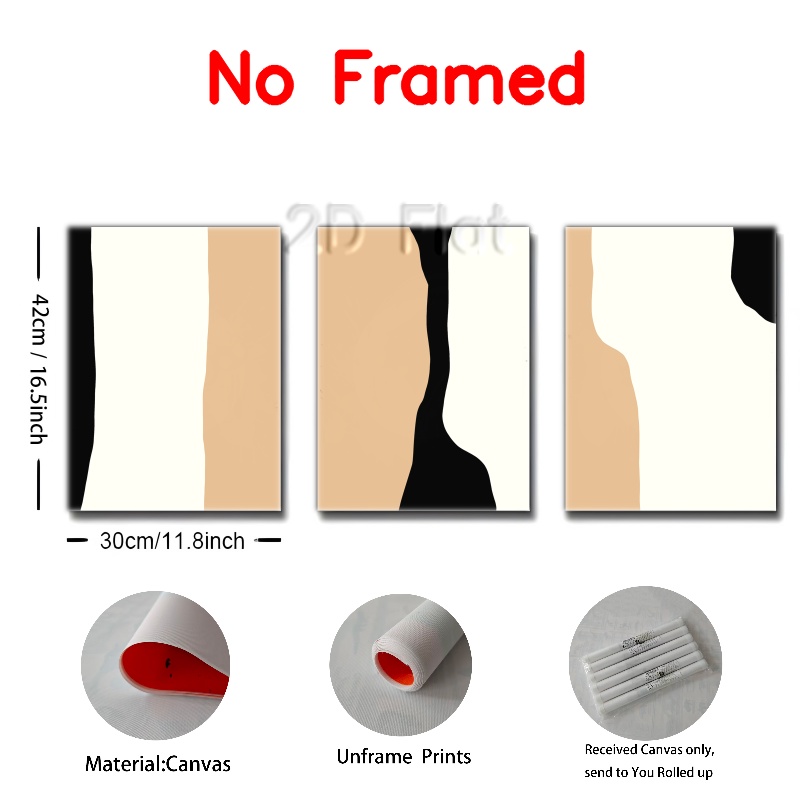 No Framed
2D Flat
42cm / 16.5inch
30cm/11.8inch
Material:Canvas
Unframe Prints
Received Canvas only,
send to You Rolled up